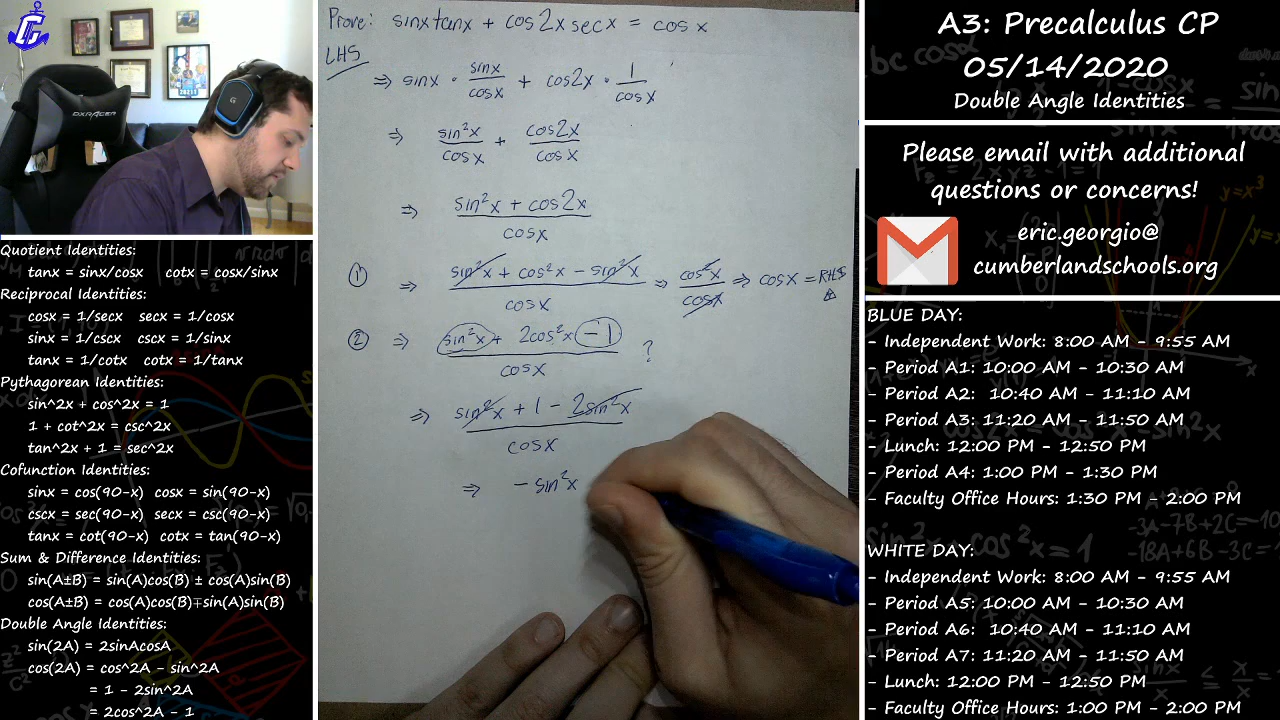 Prove: sinx tanx + cos2x secx = cosx
LHS
⇒ sinx · sinx/cosx + cos2x · 1/cosx
⇒ sin²x/cosx + cos2x/cosx
⇒ sin²x + cos2x
cosx
① ⇒ sin²x + cos²x - sin²x ⇒ cos²x ⇒ cosx = RHS
cosx cosx
② ⇒ sin²x + 2cos²x - 1 ?
cosx
⇒ sin²x + 1 - 2sin²x
cosx
⇒ - sin²x
C
DXRACER
Quotient Identities:
tanx = sinx/cosx cotx = cosx/sinx
Reciprocal Identities:
cosx = 1/secx secx = 1/cosx
sinx = 1/cscx cscx = 1/sinx
tanx = 1/cotx cotx = 1/tanx
Pythagorean Identities:
sin^2x + cos^2x = 1
1 + cot^2x = csc^2x
tan^2x + 1 = sec^2x
Cofunction Identities:
sinx = cos(90-x) cosx = sin(90-x)
cscx = sec(90-x) secx = csc(90-x)
tanx = cot(90-x) cotx = tan(90-x)
Sum & Difference Identities:
sin(A±B) = sin(A)cos(B) ± cos(A)sin(B)
cos(A±B) = cos(A)cos(B)∓sin(A)sin(B)
Double Angle Identities:
sin(2A) = 2sinAcosA
cos(2A) = cos^2A - sin^2A
= 1 - 2sin^2A
= 2cos^2A - 1
A3: Precalculus CP
05/14/2020
Double Angle Identities
Please email with additional
questions or concerns!
eric.georgio@
cumberlandschools.org
BLUE DAY:
- Independent Work: 8:00 AM - 9:55 AM
- Period A1: 10:00 AM - 10:30 AM
- Period A2: 10:40 AM - 11:10 AM
- Period A3: 11:20 AM - 11:50 AM
- Lunch: 12:00 PM - 12:50 PM
- Period A4: 1:00 PM - 1:30 PM
- Faculty Office Hours: 1:30 PM - 2:00 PM
WHITE DAY:
- Independent Work: 8:00 AM - 9:55 AM
- Period A5: 10:00 AM - 10:30 AM
- Period A6: 10:40 AM - 11:10 AM
- Period A7: 11:20 AM - 11:50 AM
- Lunch: 12:00 PM - 12:50 PM
- Faculty Office Hours: 1:00 PM - 2:00 PM